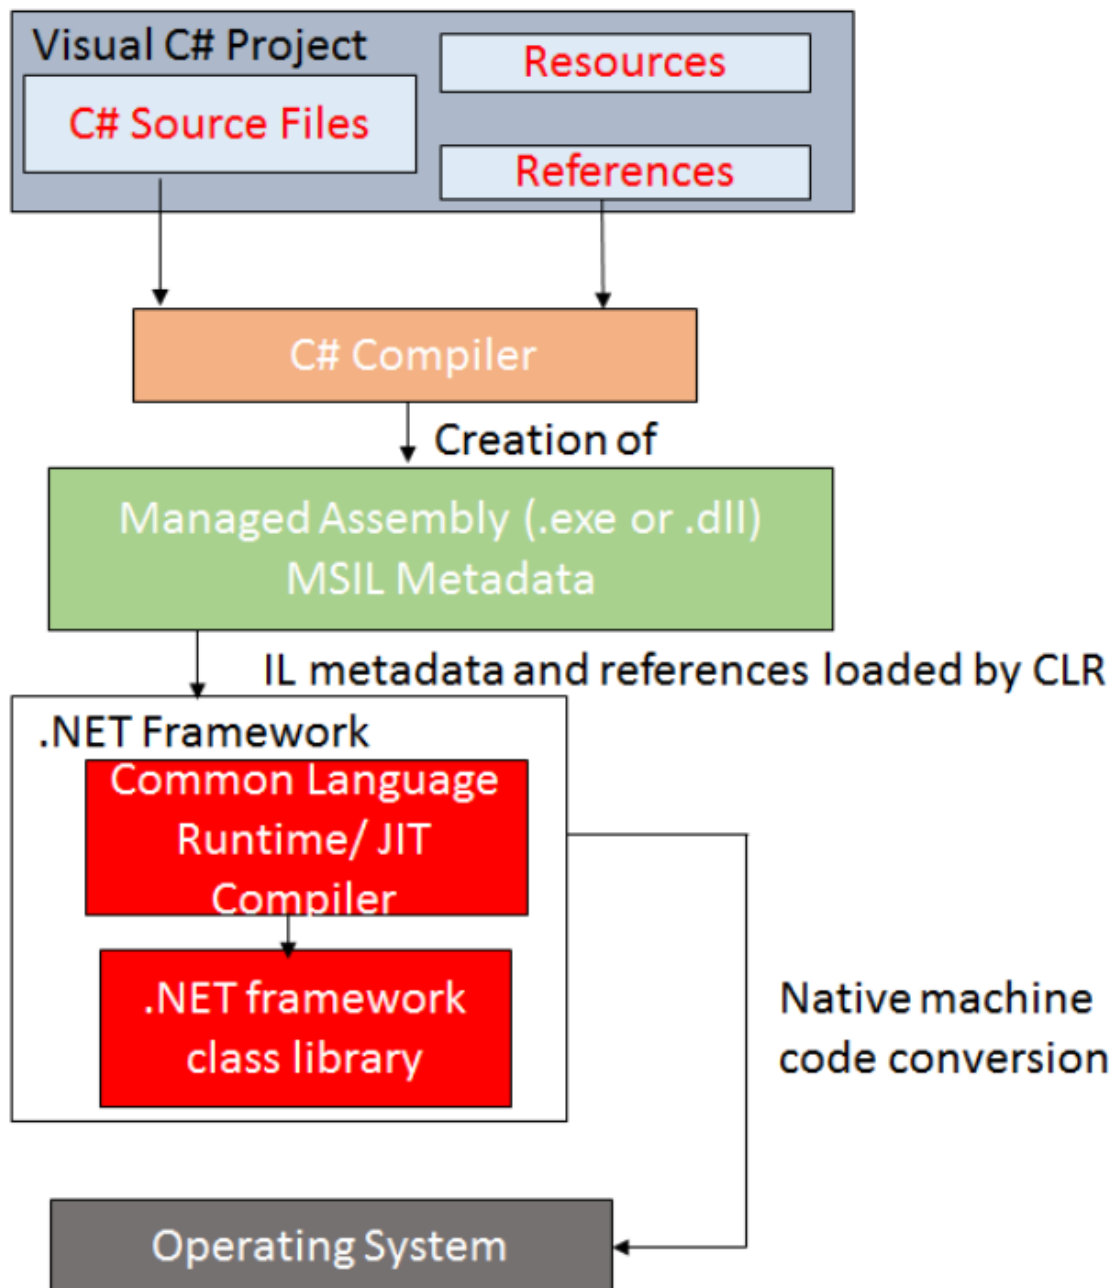 Visual C# Project
Resources
C# Source Files
References
C# Compiler
Creation of
Managed Assembly (.exe or .dll)
MSIL Metadata
IL metadata and references loaded by CLR
.NET Framework
Common Language
Runtime/ JIT
Compiler
.NET framework
class library
Native machine
code conversion
Operating System